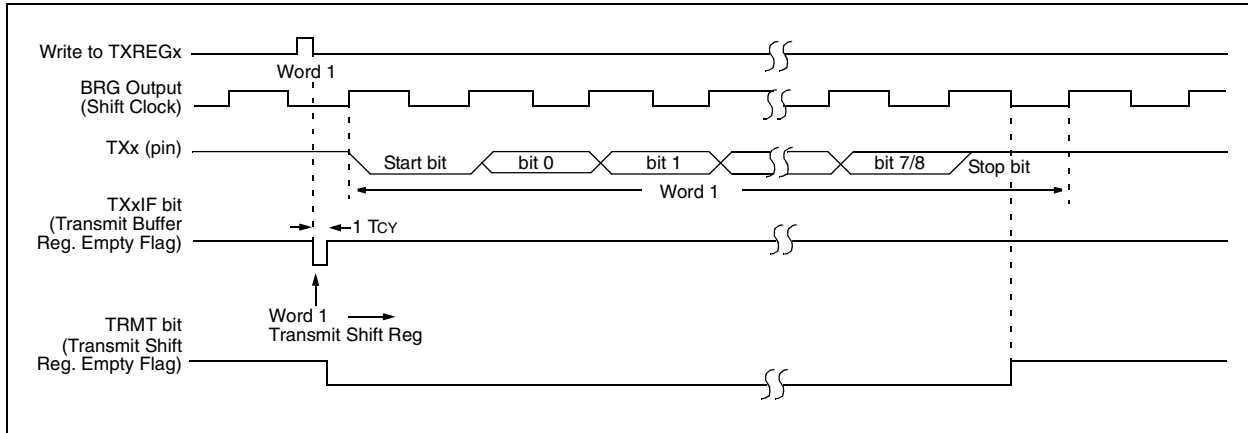 Write to TXREGx
Word 1
BRG Output
(Shift Clock)
TXx (pin)
Start bit
bit 0
bit 1
bit 7/8
Stop bit
Word 1
TXxIF bit
(Transmit Buffer
Reg. Empty Flag)
1 TCY
Word 1
Transmit Shift Reg
TRMT bit
(Transmit Shift
Reg. Empty Flag)